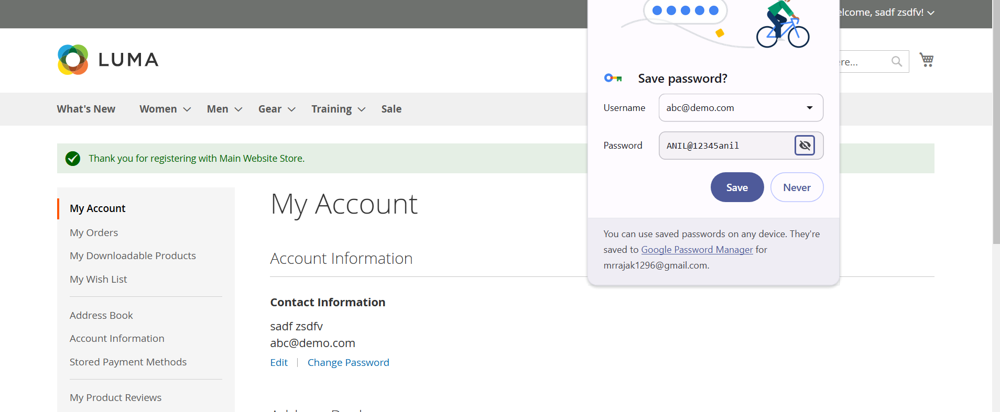 sadf zsdfv!
LUMA
What's New Women Men Gear Training Sale
Thank you for registering with Main Website Store.
My Account
My Orders
My Downloadable Products
My Wish List
Address Book
Account Information
Stored Payment Methods
My Product Reviews
My Account
Account Information
Contact Information
sadf zsdfv
abc@demo.com
Edit | Change Password
Save password?
Username abc@demo.com
Password ANIL@12345anil
Save Never
You can use saved passwords on any device. They're
saved to Google Password Manager for
mrrajak1296@gmail.com.